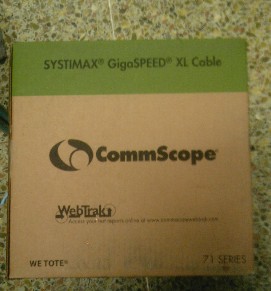 SYSTIMAX® GigaSPEED® XL Cable
CommScope®
WebTrak®
WE TOTE®
71 SERIES